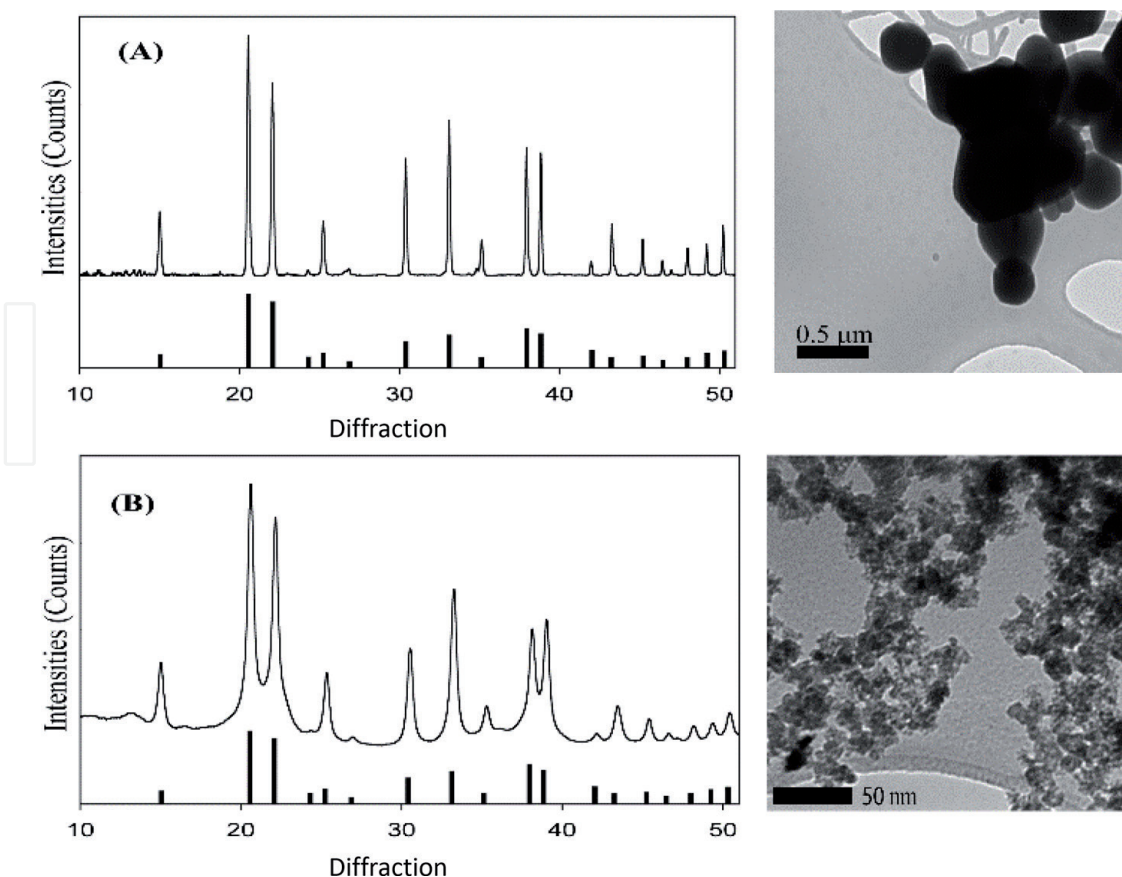 (A)
Intensities (Counts)
0.5 μm
10 20 30 40 50
Diffraction
(B)
Intensities (Counts)
50 nm
10 20 30 40 50
Diffraction